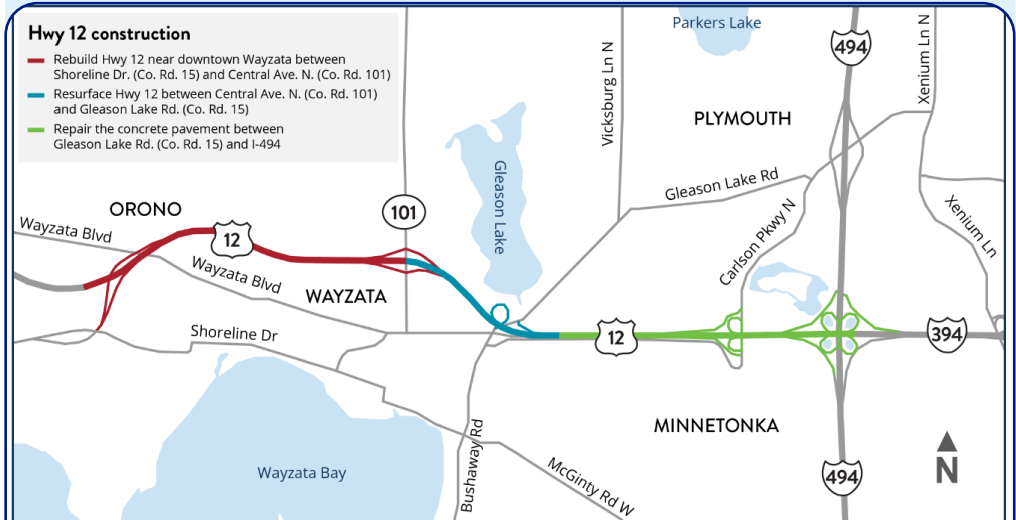 Hwy 12 construction
Rebuild Hwy 12 near downtown Wayzata between
Shoreline Dr. (Co. Rd. 15) and Central Ave. N. (Co. Rd. 101)
Resurface Hwy 12 between Central Ave. N. (Co. Rd. 101)
and Gleason Lake Rd. (Co. Rd. 15)
Repair the concrete pavement between
Gleason Lake Rd. (Co. Rd. 15) and I-494
Parkers Lake
494
Xenium Ln N
Vicksburg Ln N
PLYMOUTH
Gleason Lake
Gleason Lake Rd
ORONO
101
Wayzata Blvd
12
Carlson Pkwy N
Xenium Ln
Wayzata Blvd
WAYZATA
Shoreline Dr
12
394
MINNETONKA
Wayzata Bay
Bushaway Rd
McGinty Rd W
494
N